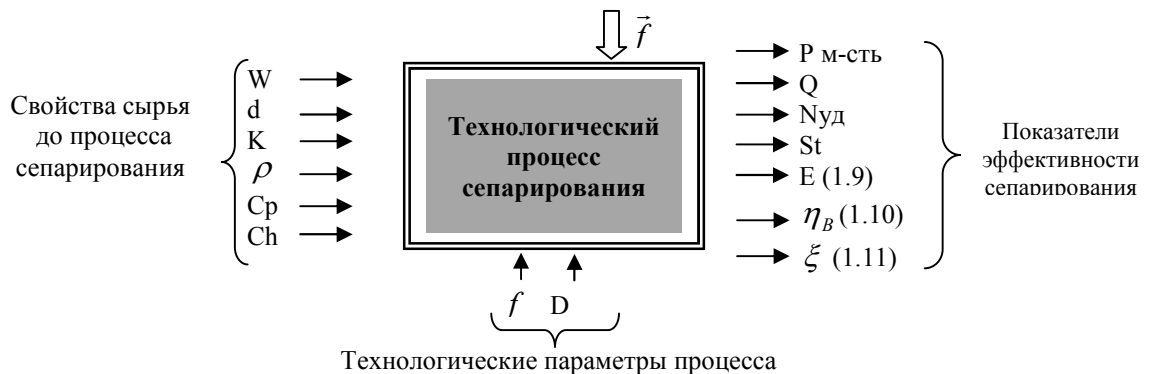 f⃗
Свойства сырья
до процесса
сепарирования
W
d
K
ρ
Cp
Ch
Технологический
процесс
сепарирования
P м-сть
Q
Nуд
St
E (1.9)
η_B (1.10)
ξ (1.11)
Показатели
эффективности
сепарирования
f D
Технологические параметры процесса